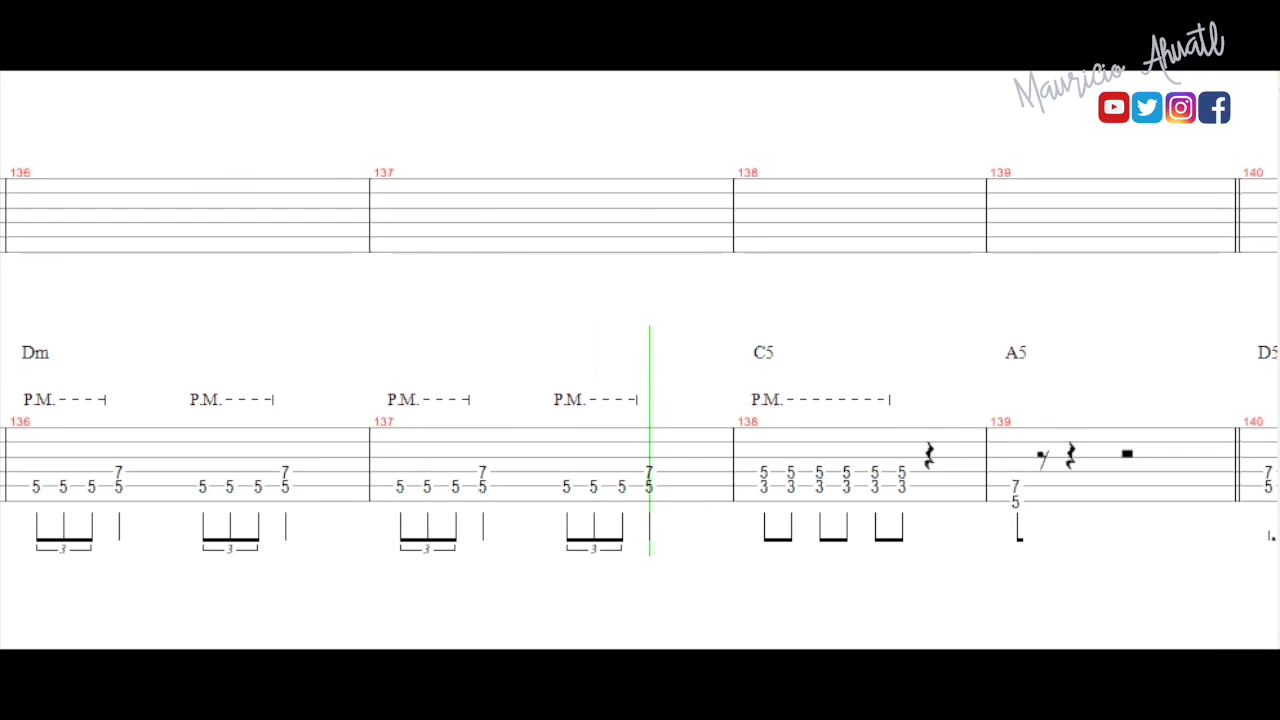 Mauricio Ahuatl
136 137 138 139 140
Dm C5 A5 D5
P.M. P.M. P.M. P.M. P.M.
136 137 138 139 140
7 7 7 7 5 5 5 5 5 5 7
5 5 5 5 5 5 5 5 5 5 5 5 5 5 5 5 3 3 3 3 3 3 7 5
5
3 3 3 3